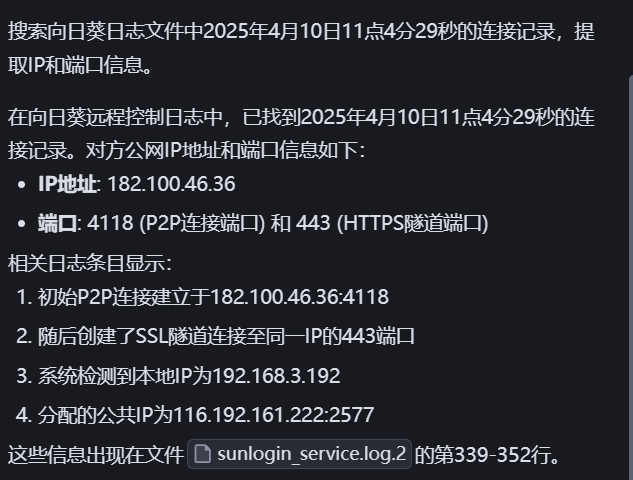 搜索向日葵日志文件中2025年4月10日11点4分29秒的连接记录，提
取IP和端口信息。
在向日葵远程控制日志中，已找到2025年4月10日11点4分29秒的连
接记录。对方公网IP地址和端口信息如下：
• IP地址: 182.100.46.36
• 端口: 4118 (P2P连接端口) 和 443 (HTTPS隧道端口)
相关日志条目显示：
1. 初始P2P连接建立于182.100.46.36:4118
2. 随后创建了SSL隧道连接至同一IP的443端口
3. 系统检测到本地IP为192.168.3.192
4. 分配的公共IP为116.192.161.222:2577
这些信息出现在文件 sunlogin_service.log.2 的第339-352行。